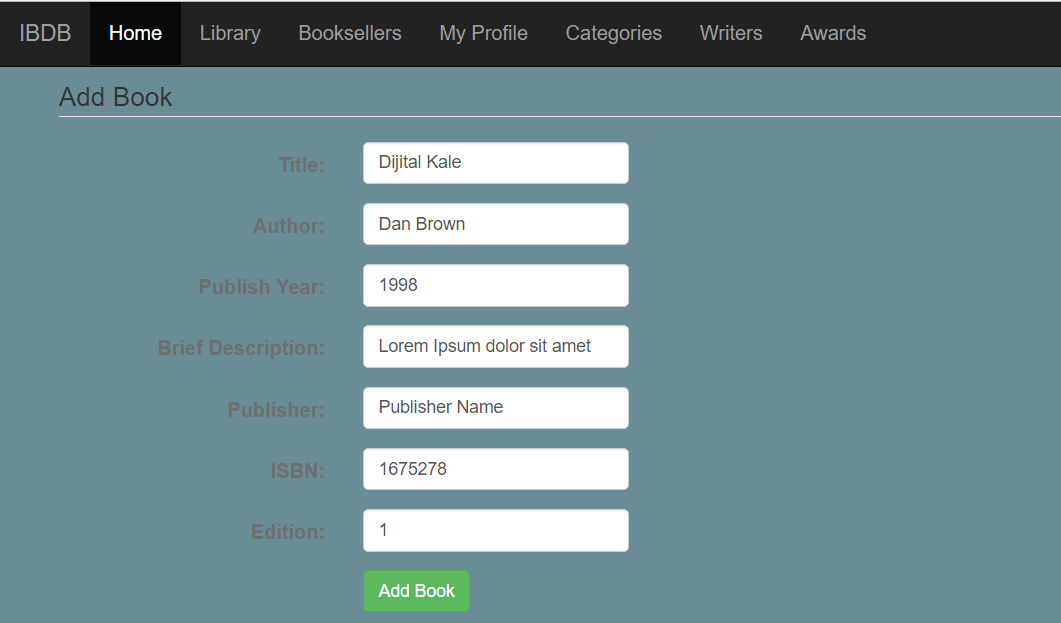 IBDB Home Library Booksellers My Profile Categories Writers Awards
Add Book
Title: Dijital Kale
Author: Dan Brown
Publish Year: 1998
Brief Description: Lorem Ipsum dolor sit amet
Publisher: Publisher Name
ISBN: 1675278
Edition: 1
Add Book